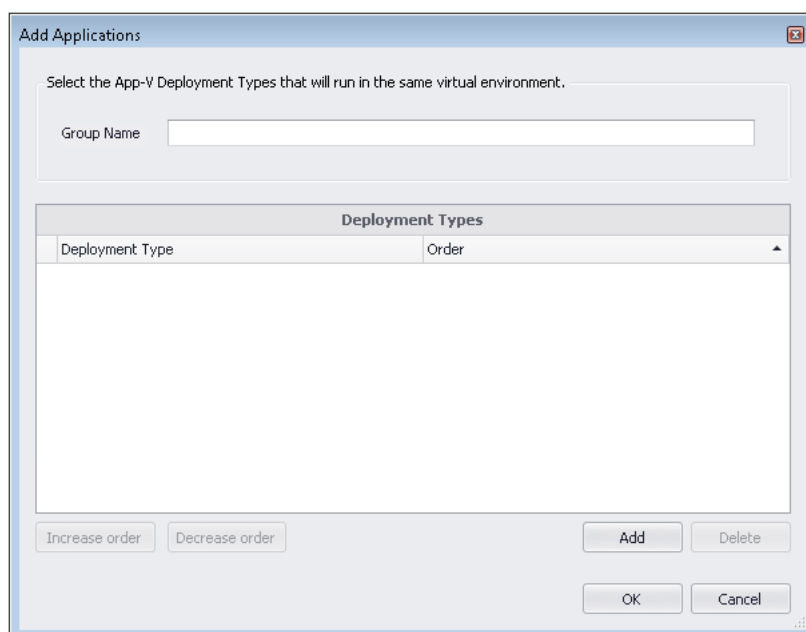 Add Applications
Select the App-V Deployment Types that will run in the same virtual environment.
Group Name
Deployment Types
Deployment Type Order
Increase order Decrease order Add Delete
OK Cancel